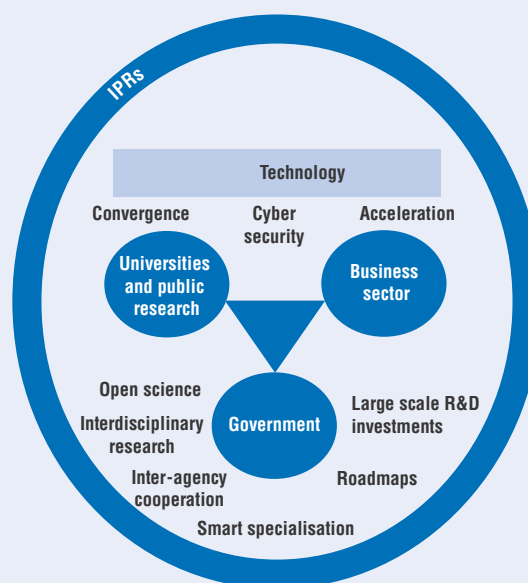 IPRs
Technology
Convergence
Cyber
security
Acceleration
Universities
and public
research
Business
sector
Open science
Interdisciplinary
research
Inter-agency
cooperation
Government
Large scale R&D
investments
Roadmaps
Smart specialisation